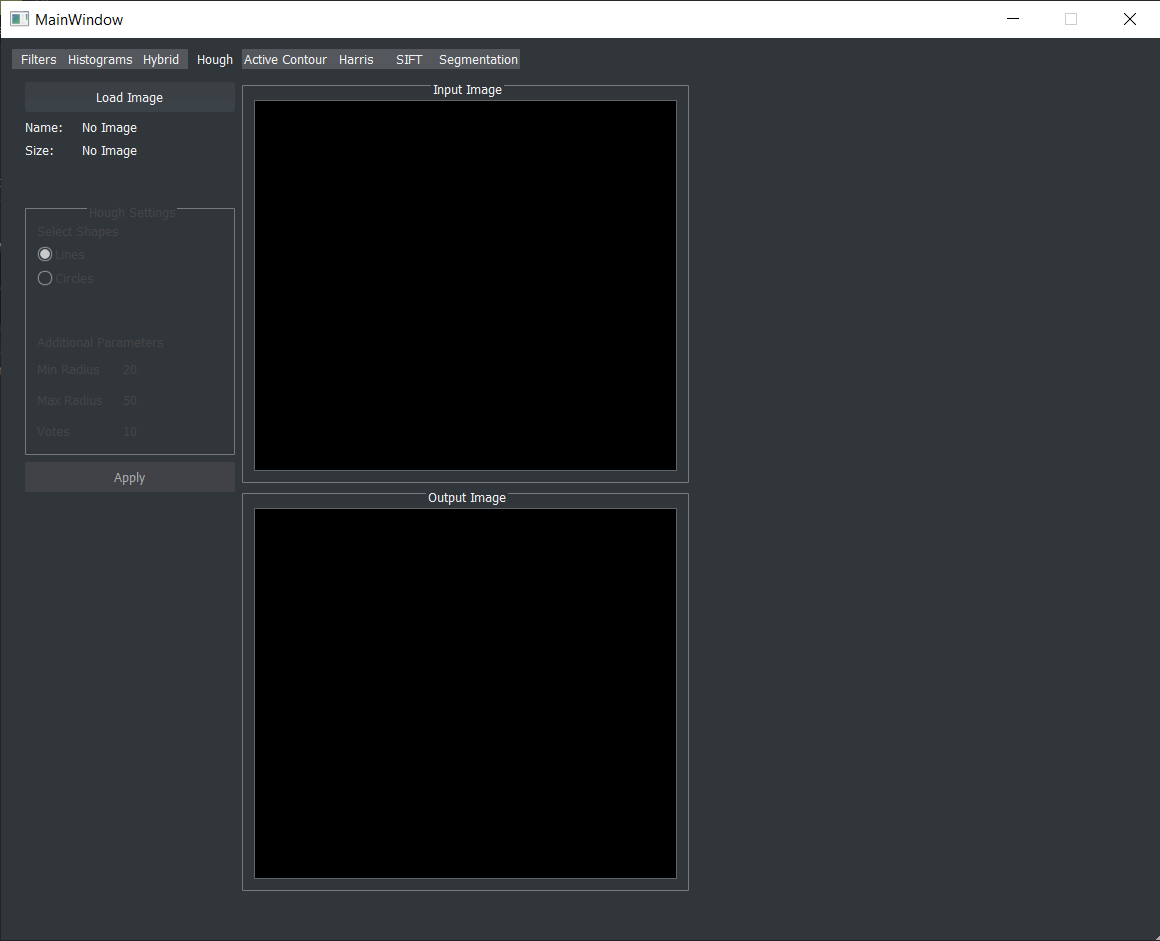 MainWindow
Filters Histograms Hybrid Hough Active Contour Harris SIFT Segmentation
Load Image
Name: No Image
Size: No Image
Hough Settings
Select Shapes
Lines
Circles
Additional Parameters
Min Radius 20
Max Radius 50
Votes 10
Apply
Input Image
Output Image